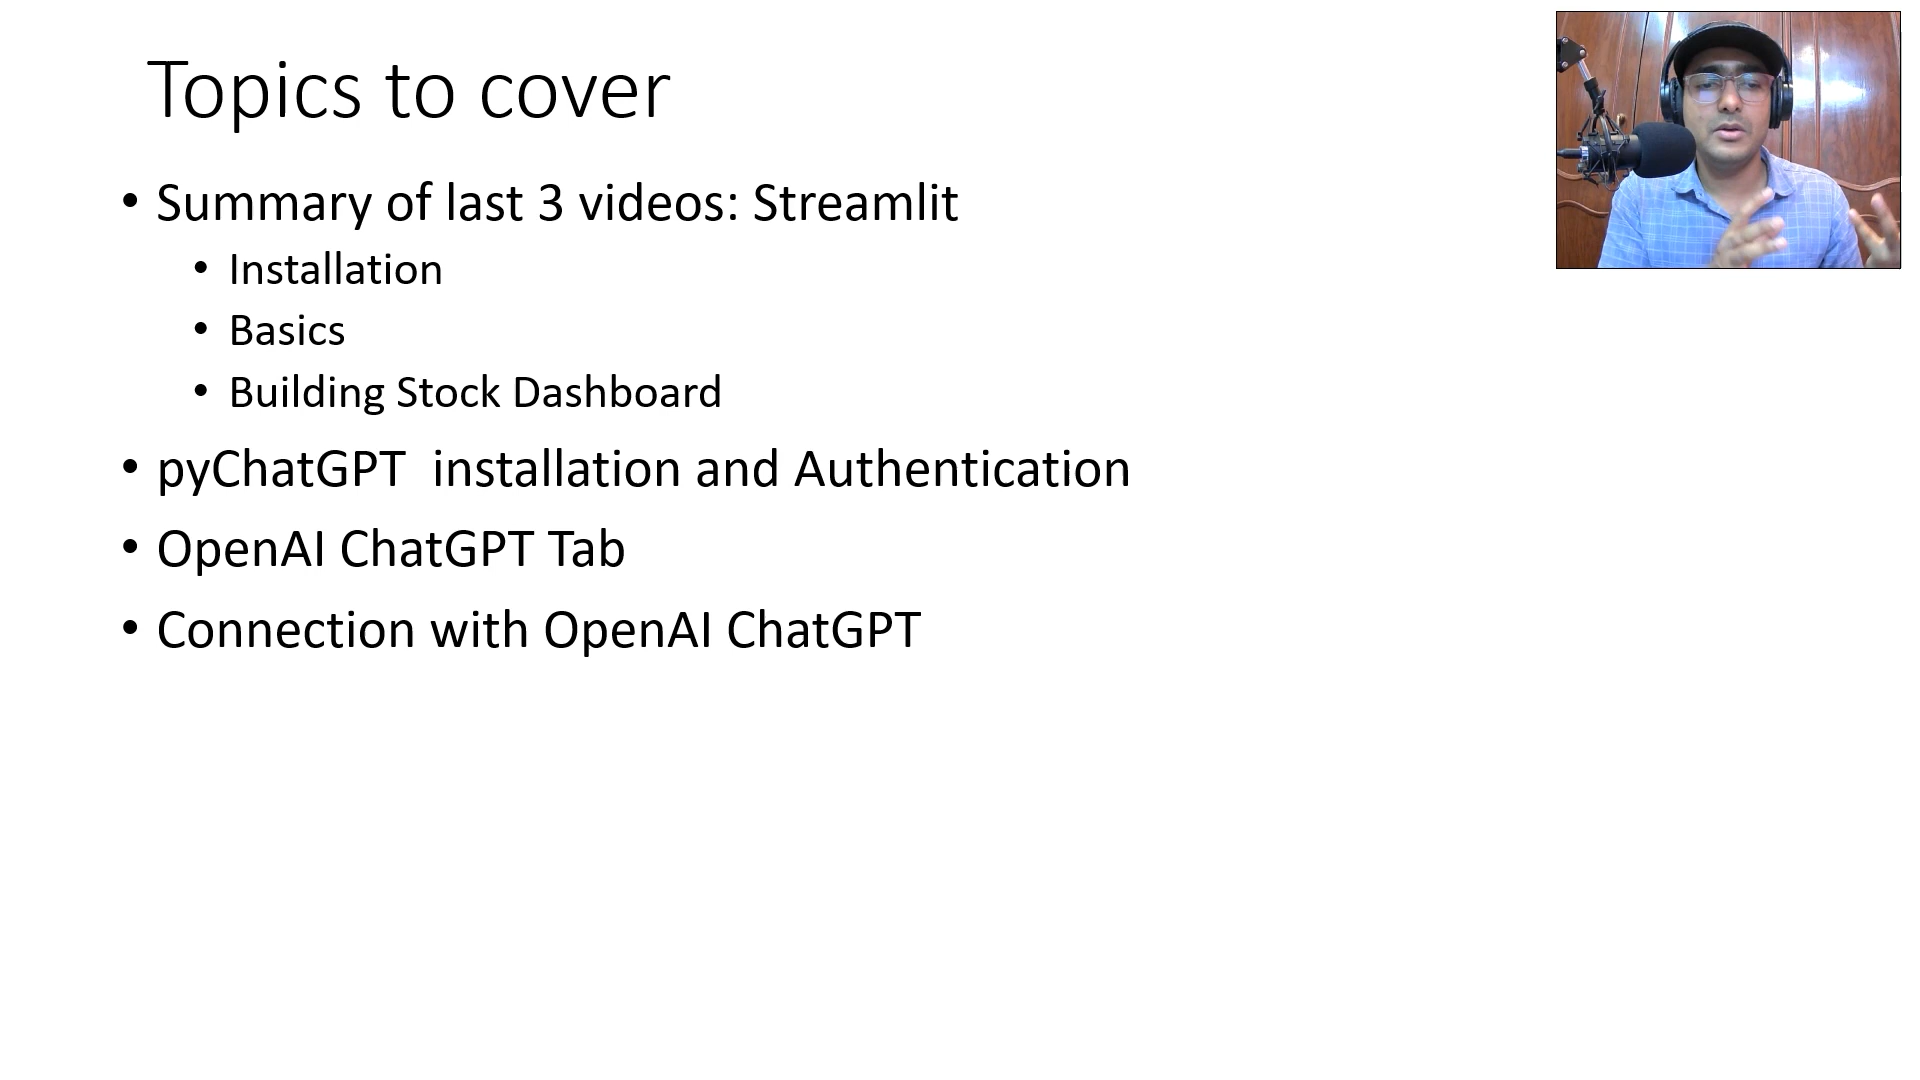 Topics to cover
• Summary of last 3 videos: Streamlit
• Installation
• Basics
• Building Stock Dashboard
• pyChatGPT  installation and Authentication
• OpenAI ChatGPT Tab
• Connection with OpenAI ChatGPT